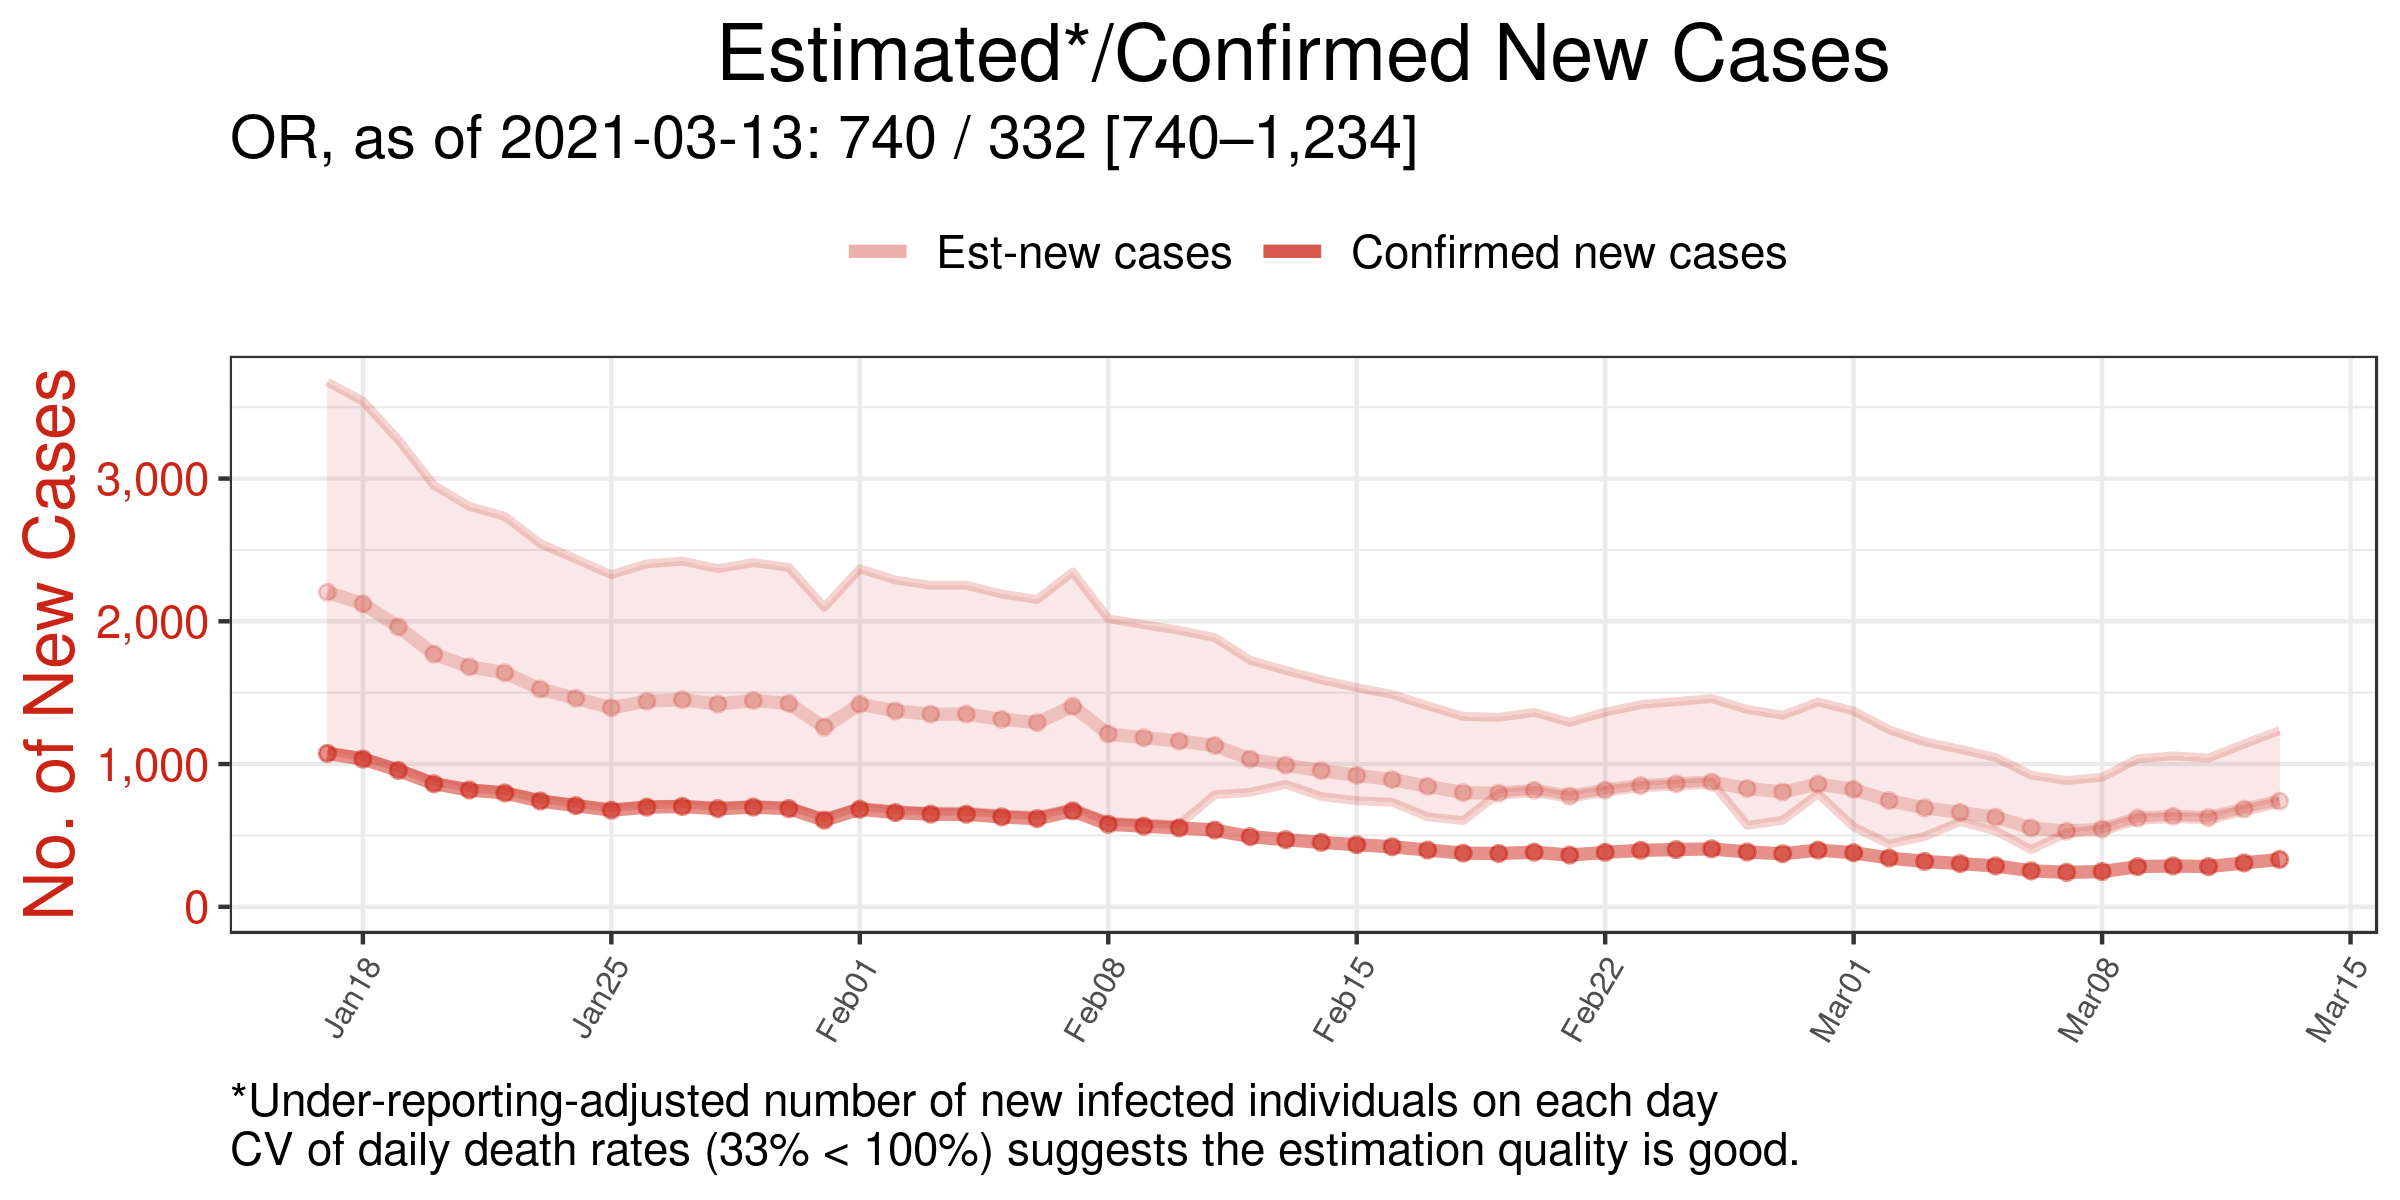 Estimated*/Confirmed New Cases
OR, as of 2021-03-13: 740 / 332 [740–1,234]
Est-new cases
Confirmed new cases
No. of New Cases
3,000
2,000
1,000
0
Jan18
Jan25
Feb01
Feb08
Feb15
Feb22
Mar01
Mar08
Mar15
*Under-reporting-adjusted number of new infected individuals on each day
CV of daily death rates (33% < 100%) suggests the estimation quality is good.